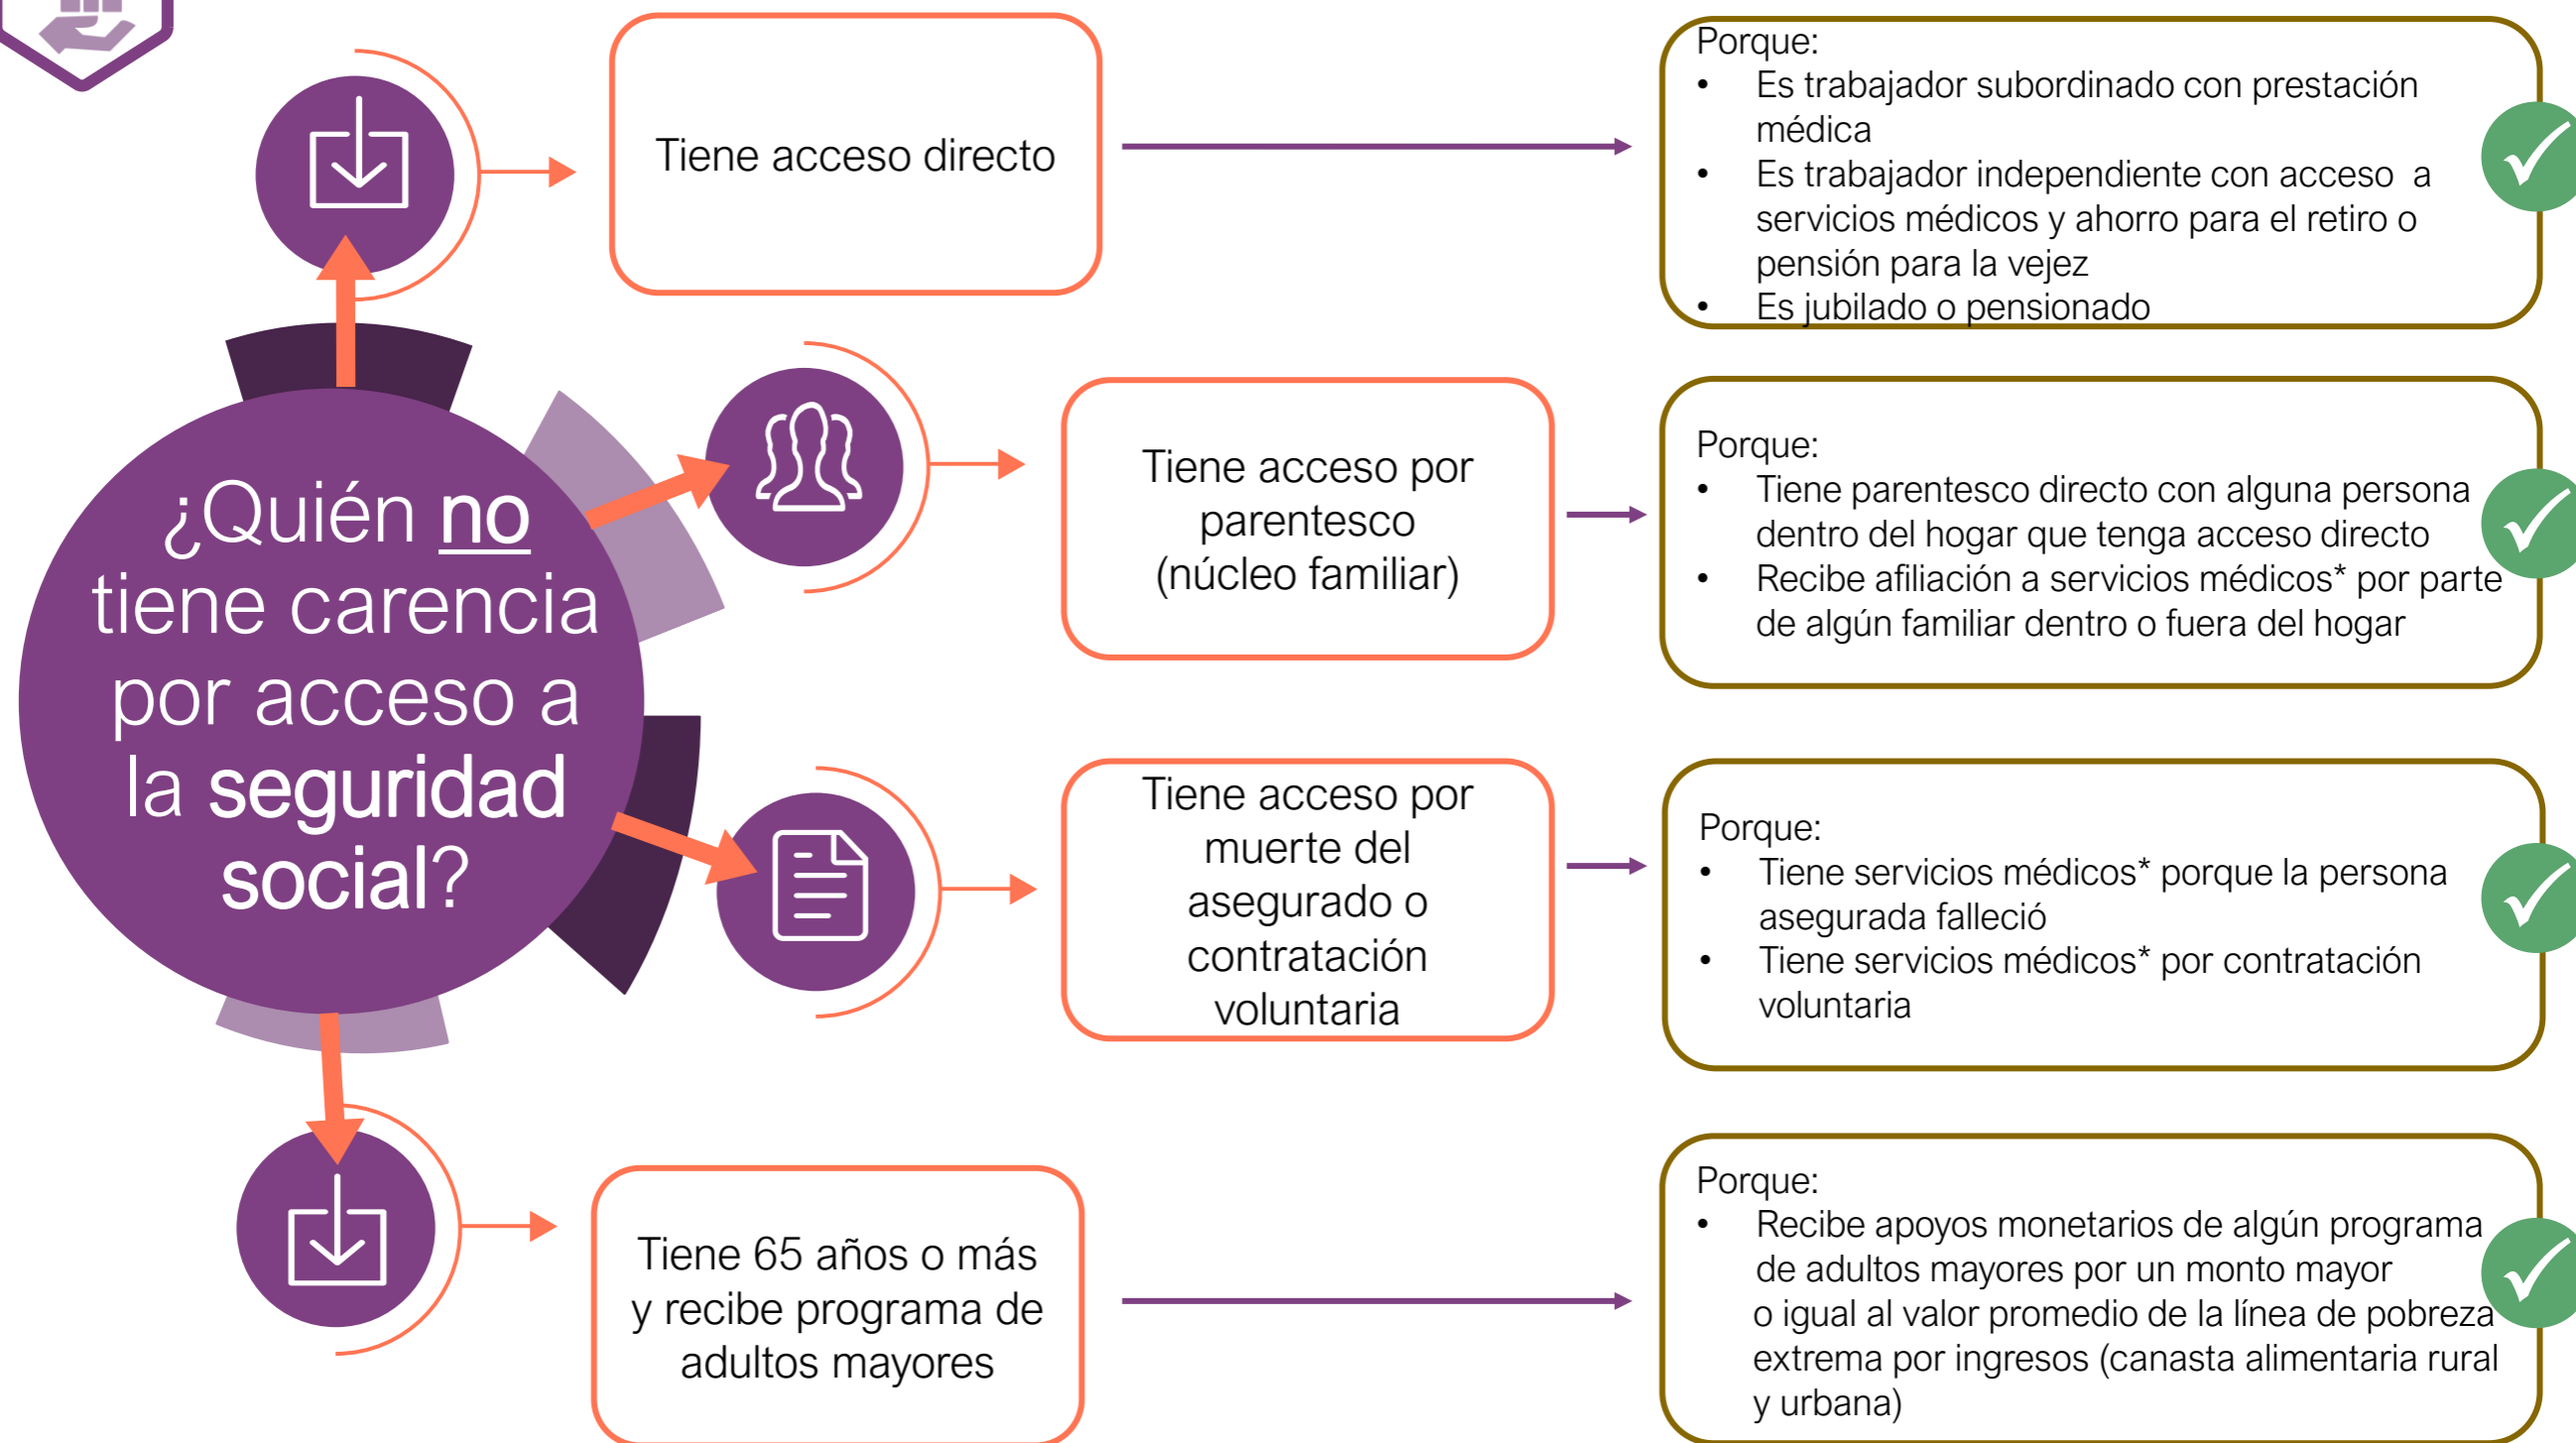 ¿Quién no
tiene carencia
por acceso a
la seguridad
social?
Tiene acceso directo
Porque:
• Es trabajador subordinado con prestación
médica
• Es trabajador independiente con acceso a
servicios médicos y ahorro para el retiro o
pensión para la vejez
• Es jubilado o pensionado
Tiene acceso por
parentesco
(núcleo familiar)
Porque:
• Tiene parentesco directo con alguna persona
dentro del hogar que tenga acceso directo
• Recibe afiliación a servicios médicos* por parte
de algún familiar dentro o fuera del hogar
Tiene acceso por
muerte del
asegurado o
contratación
voluntaria
Porque:
• Tiene servicios médicos* porque la persona
asegurada falleció
• Tiene servicios médicos* por contratación
voluntaria
Tiene 65 años o más
y recibe programa de
adultos mayores
Porque:
• Recibe apoyos monetarios de algún programa
de adultos mayores por un monto mayor
o igual al valor promedio de la línea de pobreza
extrema por ingresos (canasta alimentaria rural
y urbana)